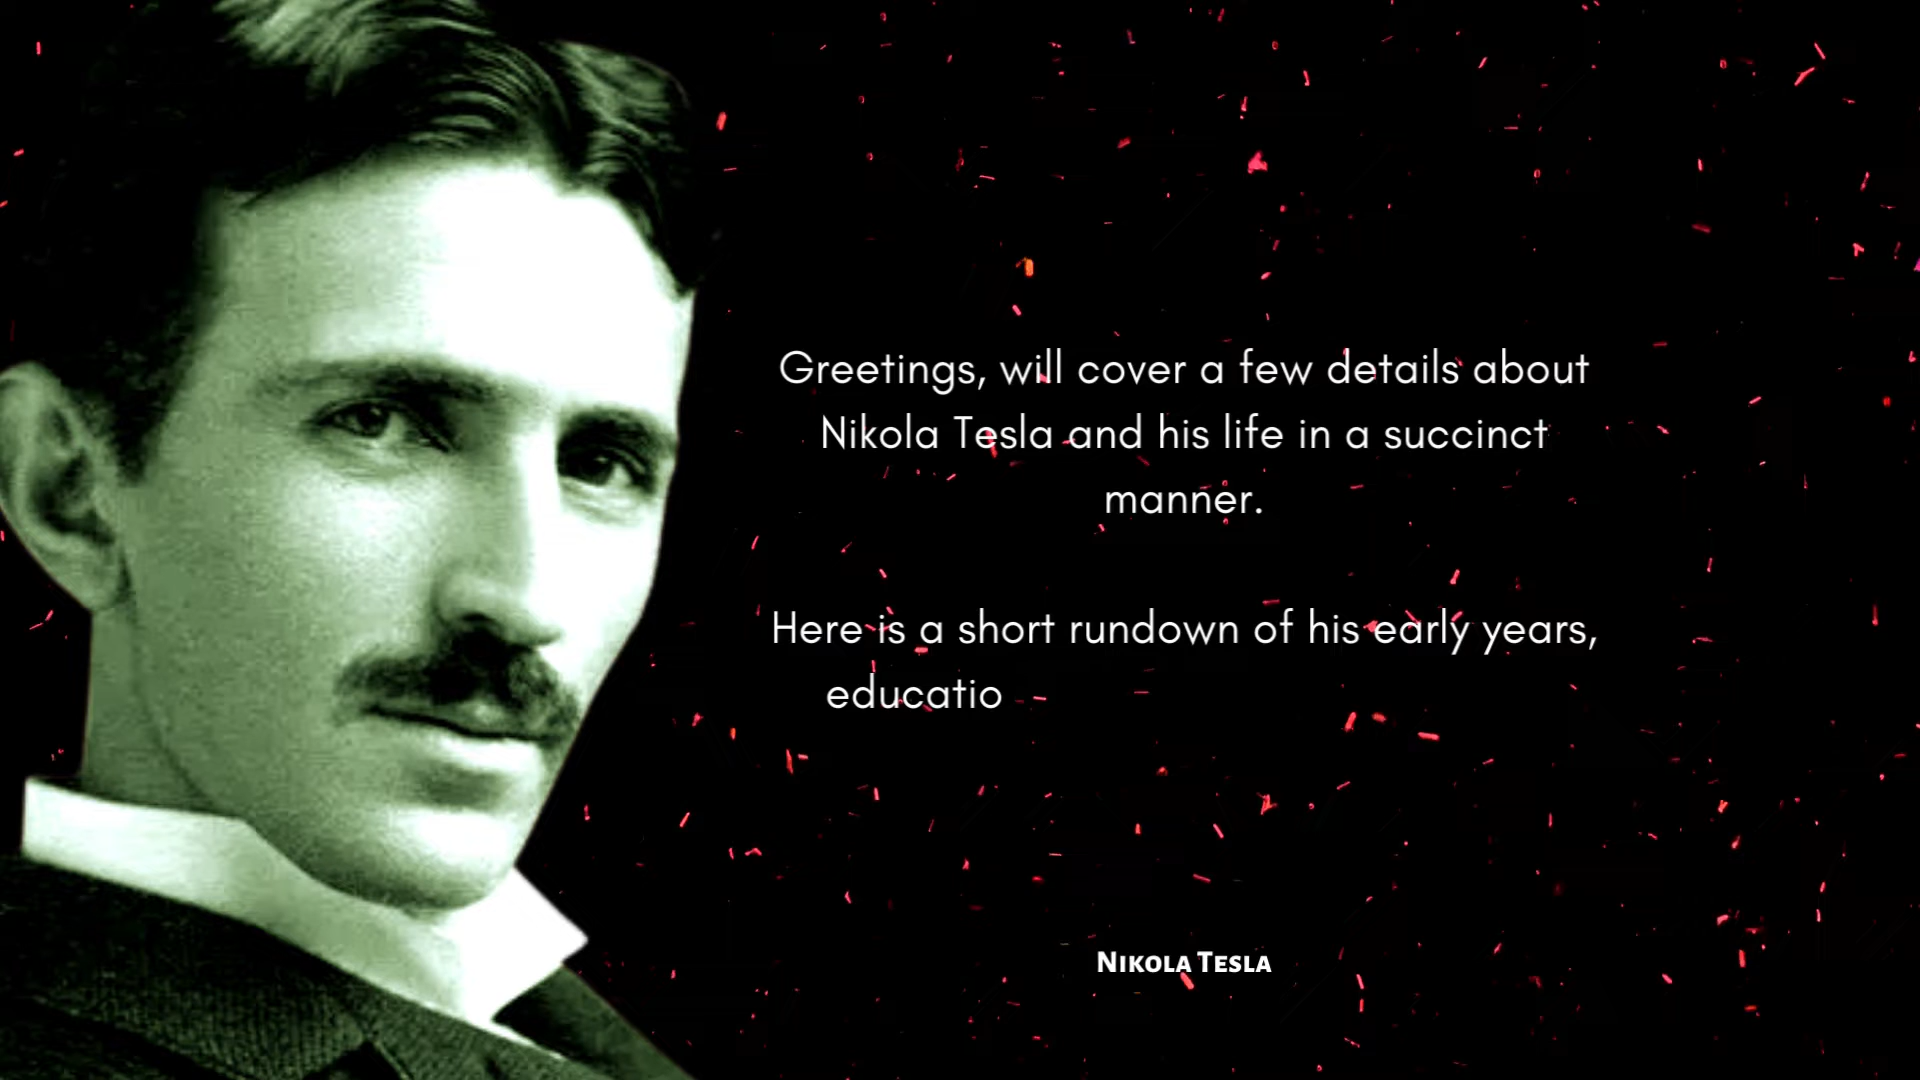 Greetings, will cover a few details about
Nikola Tesla and his life in a succinct
manner.
Here is a short rundown of his early years,
educatio
Nikola Tesla